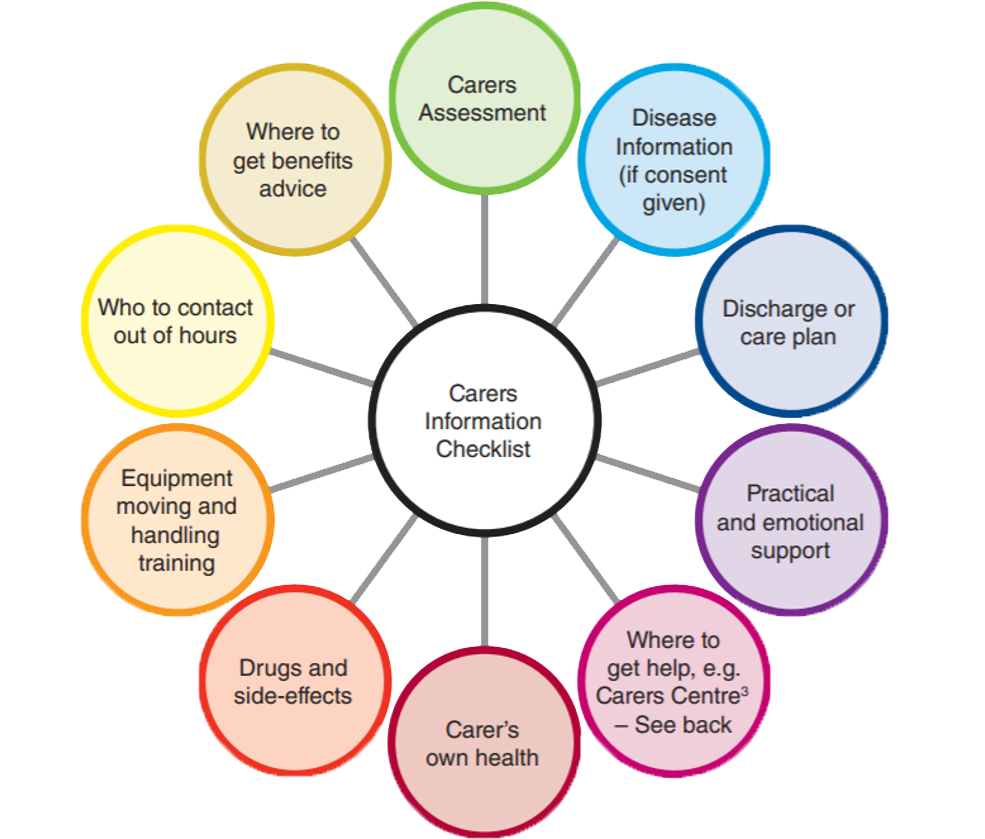 Carers
Assessment
Disease
Information
(if consent
given)
Discharge or
care plan
Practical
and emotional
support
Where to
get help, e.g.
Carers Centre³
– See back
Carer's
own health
Drugs and
side-effects
Equipment
moving and
handling
training
Who to contact
out of hours
Where to
get benefits
advice
Carers
Information
Checklist